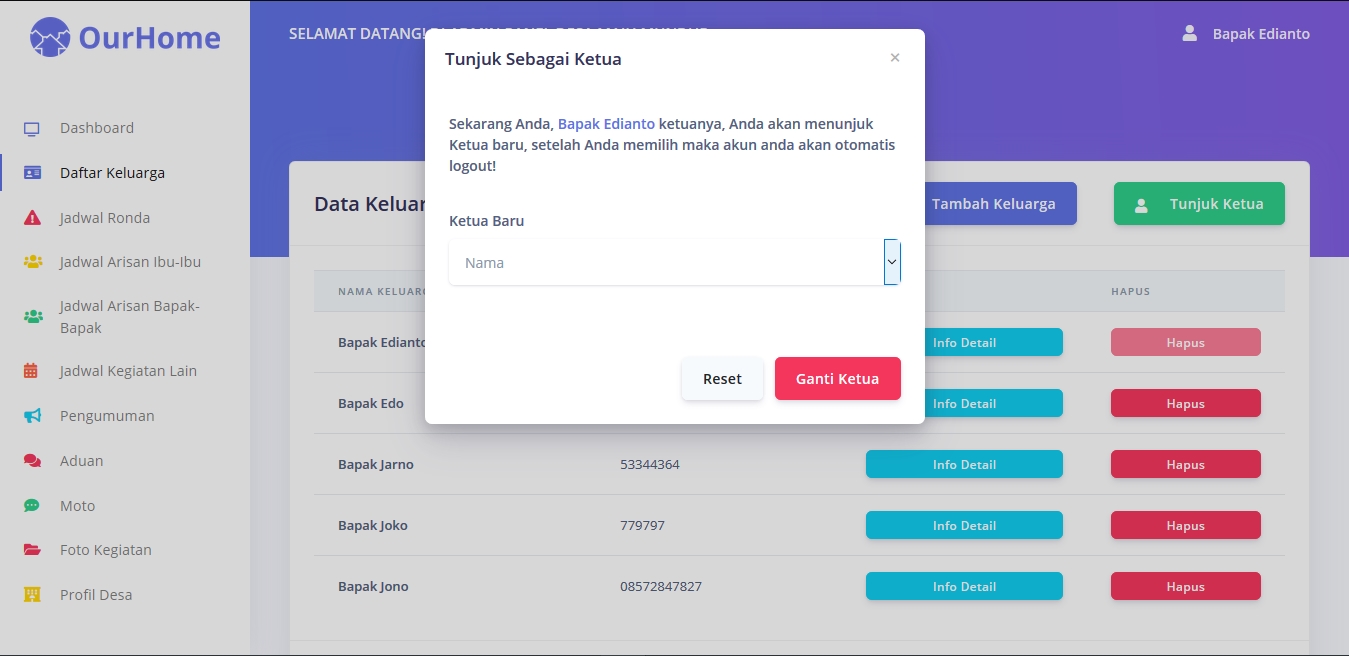 OurHome
SELAMAT DATANG!
Bapak Edianto
Dashboard
Daftar Keluarga
Jadwal Ronda
Jadwal Arisan Ibu-Ibu
Jadwal Arisan Bapak-
Bapak
Jadwal Kegiatan Lain
Pengumuman
Aduan
Moto
Foto Kegiatan
Profil Desa
Tunjuk Sebagai Ketua
×
Sekarang Anda, Bapak Edianto ketuanya, Anda akan menunjuk
Ketua baru, setelah Anda memilih maka akun anda akan otomatis
logout!
Ketua Baru
Nama
Reset Ganti Ketua
Data Keluar
Tambah Keluarga Tunjuk Ketua
NAMA KELUARG HAPUS
Bapak Edianto Info Detail Hapus
Bapak Edo Info Detail Hapus
Bapak Jarno 53344364 Info Detail Hapus
Bapak Joko 779797 Info Detail Hapus
Bapak Jono 08572847827 Info Detail Hapus